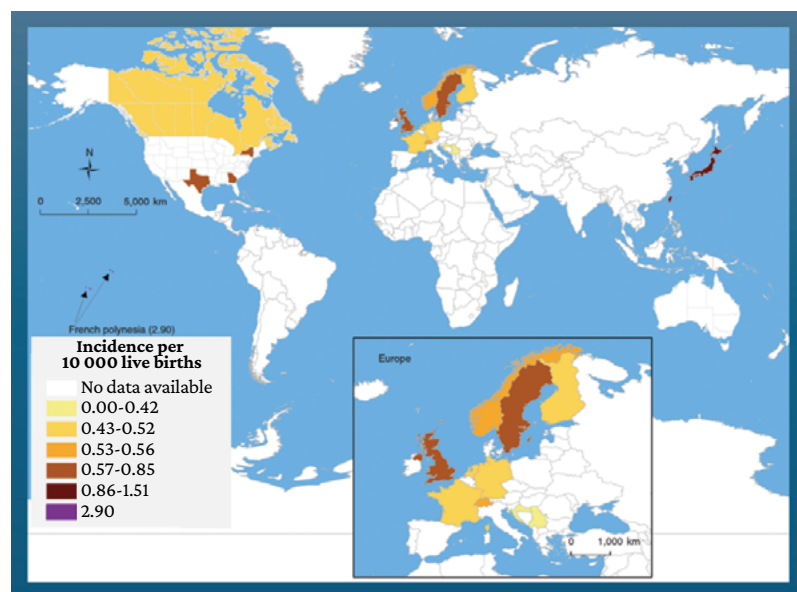 N
0 2,500 5,000 km
French polynesia (2.90)
Incidence per
10 000 live births
No data available
0.00-0.42
0.43-0.52
0.53-0.56
0.57-0.85
0.86-1.51
2.90
Europe
0 1,000 km